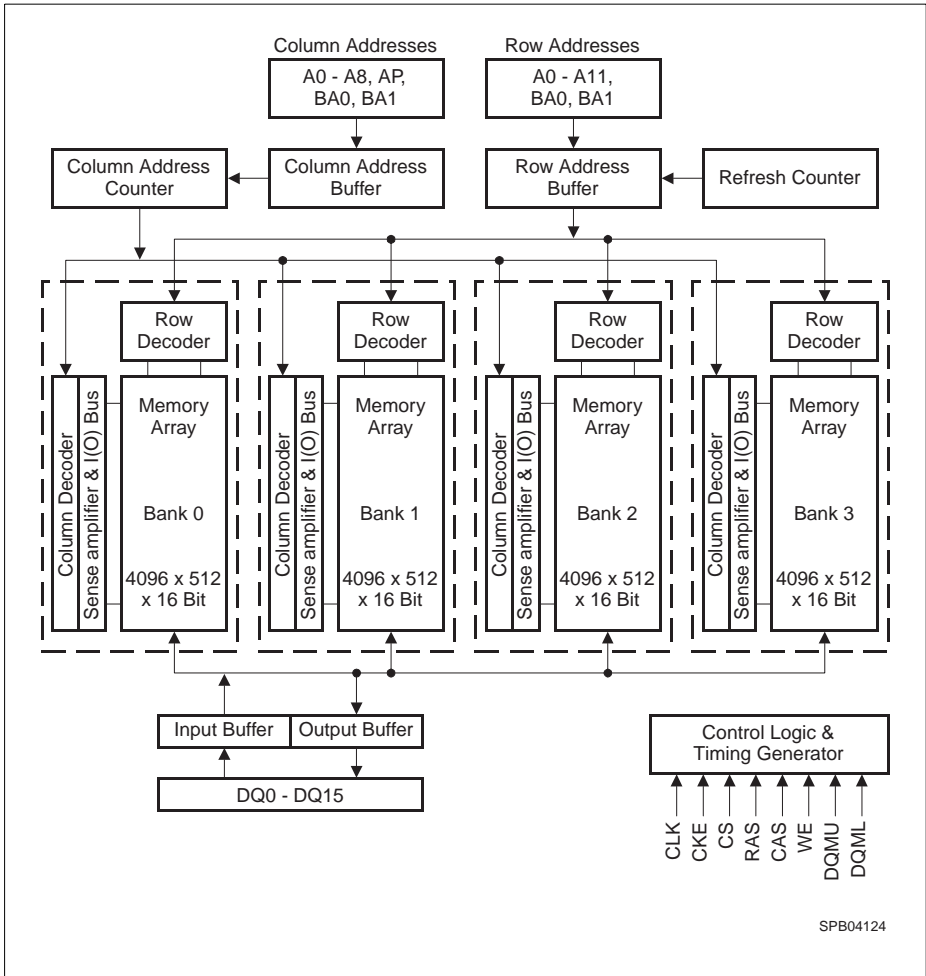 Column Addresses
Row Addresses
A0 - A8, AP,
BA0, BA1
A0 - A11,
BA0, BA1
Column Address
Counter
Column Address
Buffer
Row Address
Buffer
Refresh Counter
Row
Decoder
Row
Decoder
Row
Decoder
Row
Decoder
Column Decoder
Sense amplifier & I(O) Bus
Memory
Array
Bank 0
4096 x 512
x 16 Bit
Column Decoder
Sense amplifier & I(O) Bus
Memory
Array
Bank 1
4096 x 512
x 16 Bit
Column Decoder
Sense amplifier & I(O) Bus
Memory
Array
Bank 2
4096 x 512
x 16 Bit
Column Decoder
Sense amplifier & I(O) Bus
Memory
Array
Bank 3
4096 x 512
x 16 Bit
Input Buffer
Output Buffer
DQ0 - DQ15
Control Logic &
Timing Generator
CLK
CKE
CS
RAS
CAS
WE
DQMU
DQML
SPB04124